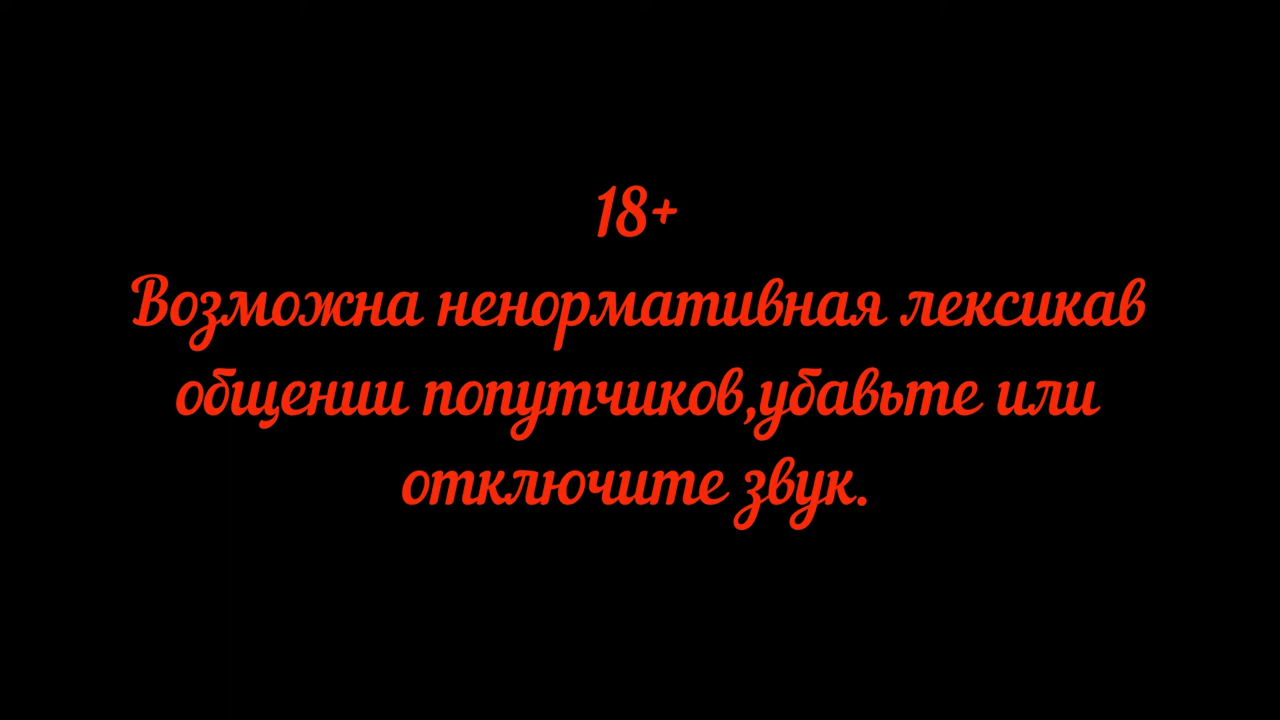 18+
Возможна ненормативная лексикав
общении попутчиков,убавьте или
отключите звук.